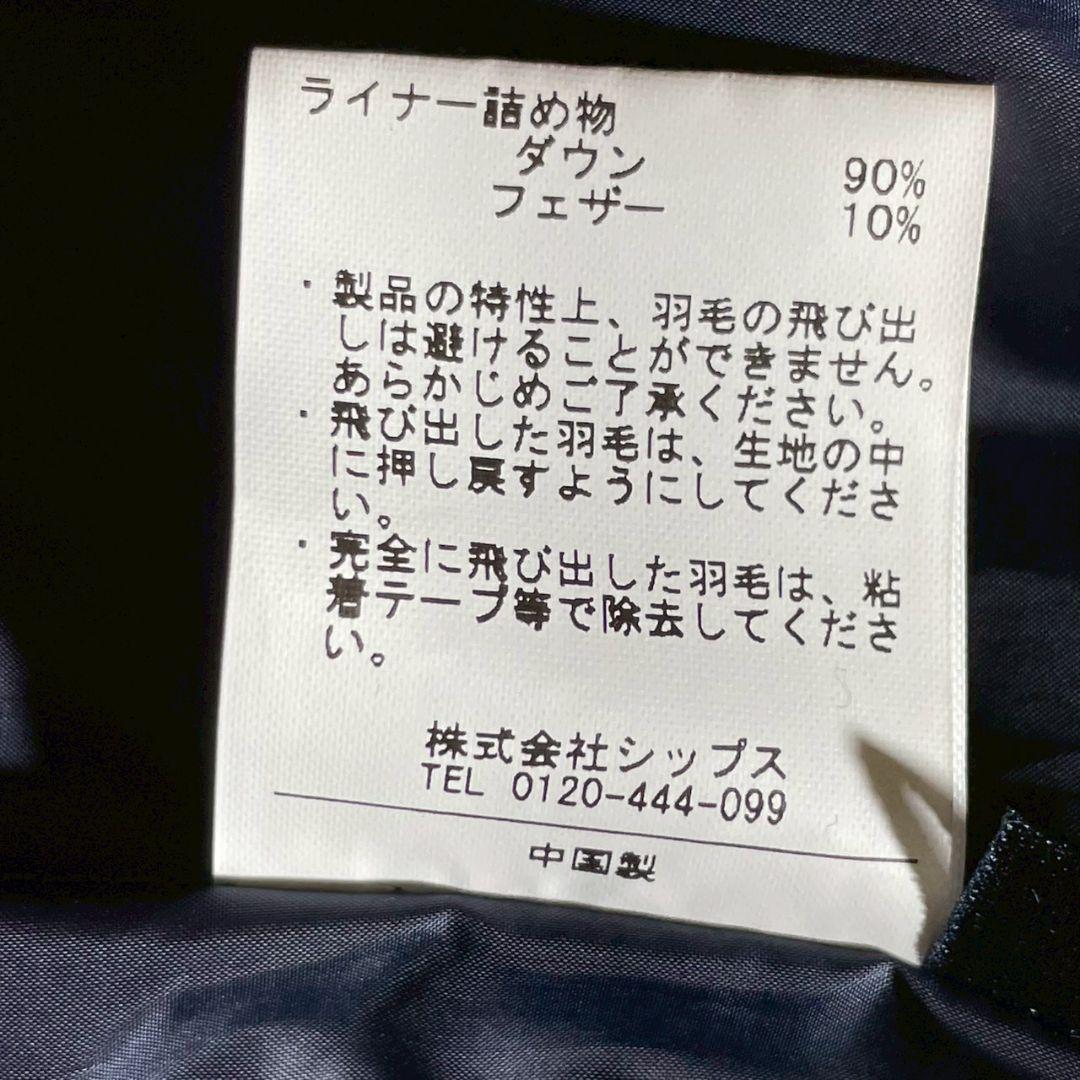 ライナー詰め物
ダウン 90%
フェザー 10%
・製品の特性上、羽毛の飛び出
しは避けることができません。
あらかじめご了承ください。
・飛び出した羽毛は、生地の中
に押し戻すようにしてくださ
い。
・完全に飛び出した羽毛は、粘
着テープ等で除去してくださ
い。
株式会社シップス
TEL 0120-444-099
中国製